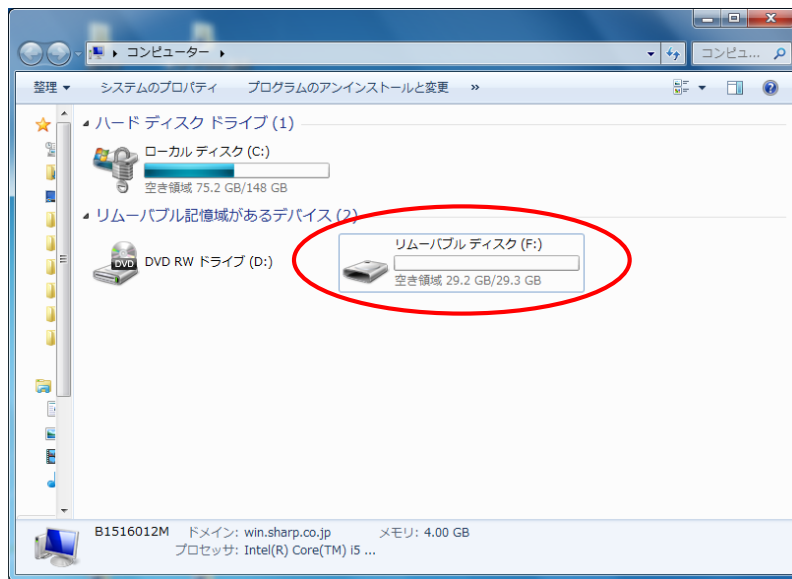 コンピューター
コンピュ...
整理
システムのプロパティ
プログラムのアンインストールと変更
»
ハード ディスク ドライブ (1)
ローカル ディスク (C:)
空き領域 75.2 GB/148 GB
リムーバブル記憶域があるデバイス (2)
DVD
DVD RW ドライブ (D:)
リムーバブル ディスク (F:)
空き領域 29.2 GB/29.3 GB
B1516012M ドメイン: win.sharp.co.jp メモリ: 4.00 GB
プロセッサ: Intel(R) Core(TM) i5 ...